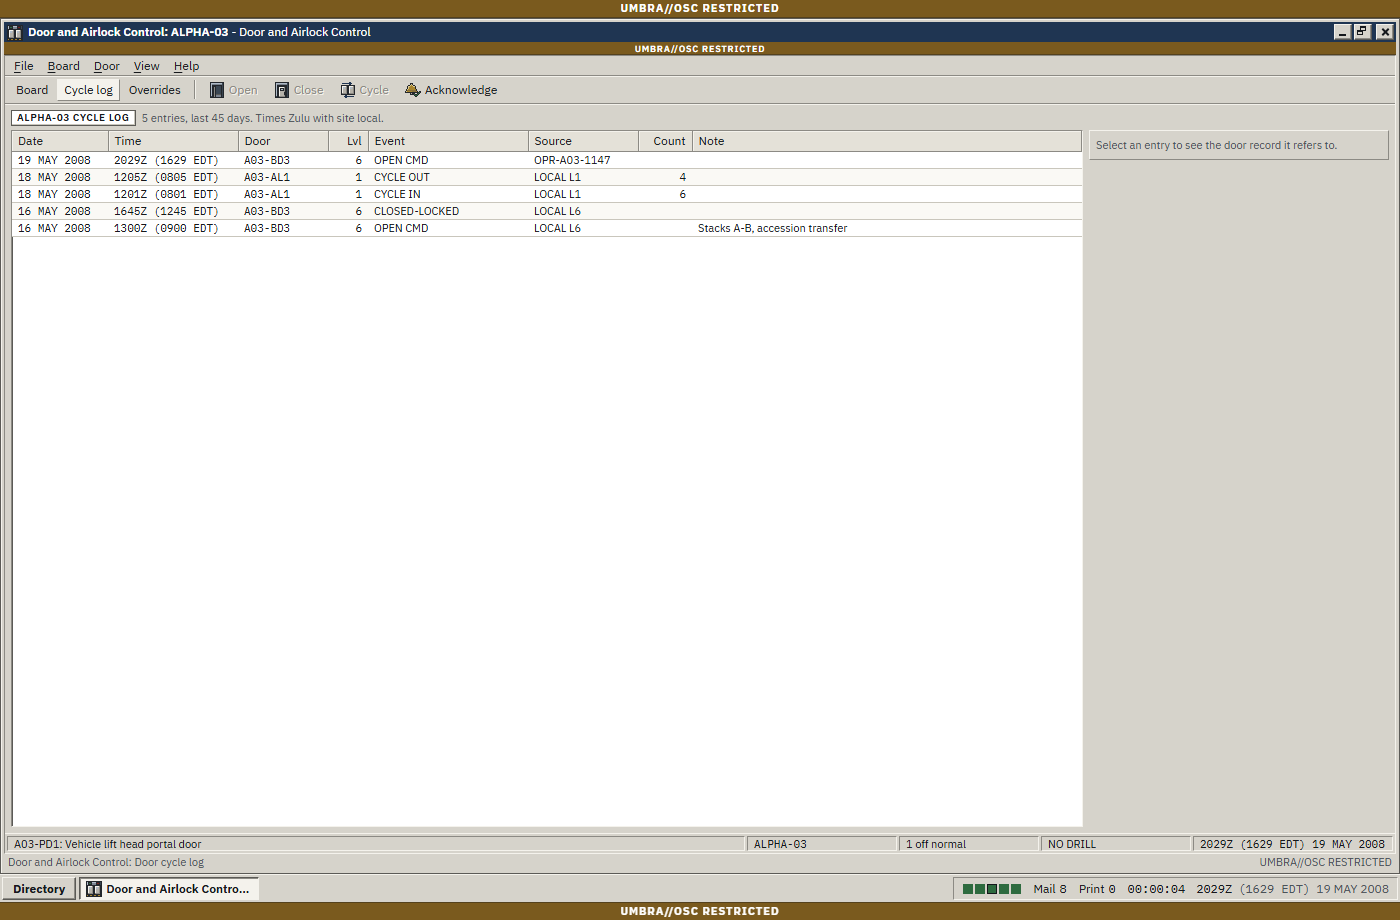 UMBRA//OSC RESTRICTED
Door and Airlock Control: ALPHA-03 - Door and Airlock Control
UMBRA//OSC RESTRICTED
File Board Door View Help
Board Cycle log Overrides Open Close Cycle Acknowledge
ALPHA-03 CYCLE LOG 5 entries, last 45 days. Times Zulu with site local.
Date Time Door Lvl Event Source Count Note
19 MAY 2008 2029Z (1629 EDT) A03-BD3 6 OPEN CMD OPR-A03-1147
18 MAY 2008 1205Z (0805 EDT) A03-AL1 1 CYCLE OUT LOCAL L1 4
18 MAY 2008 1201Z (0801 EDT) A03-AL1 1 CYCLE IN LOCAL L1 6
16 MAY 2008 1645Z (1245 EDT) A03-BD3 6 CLOSED-LOCKED LOCAL L6
16 MAY 2008 1300Z (0900 EDT) A03-BD3 6 OPEN CMD LOCAL L6 Stacks A-B, accession transfer
Select an entry to see the door record it refers to.
A03-PD1: Vehicle lift head portal door ALPHA-03 1 off normal NO DRILL 2029Z (1629 EDT) 19 MAY 2008
Door and Airlock Control: Door cycle log UMBRA//OSC RESTRICTED
Directory Door and Airlock Contro... Mail 8 Print 0 00:00:04 2029Z (1629 EDT) 19 MAY 2008
UMBRA//OSC RESTRICTED